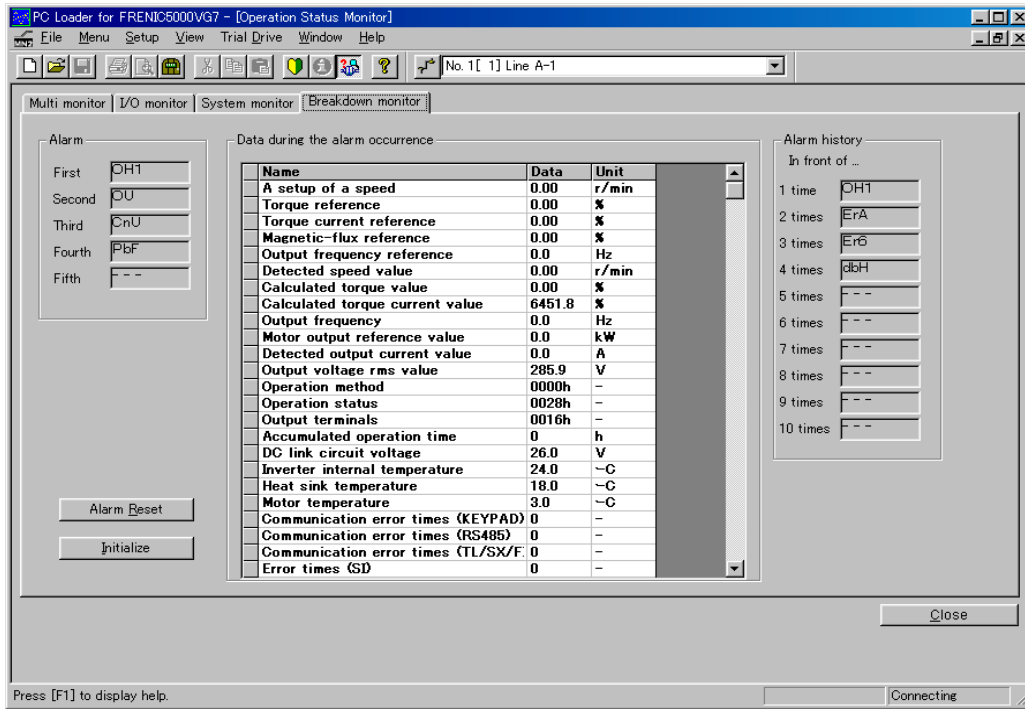 PC Loader for FRENIC5000VG7 - [Operation Status Monitor]
File Menu Setup View Trial Drive Window Help
No. 1[ 1] Line A-1
Multi monitor I/O monitor System monitor Breakdown monitor
Alarm
First OH1
Second OU
Third CnU
Fourth PbF
Fifth - - -
Alarm Reset
Initialize
Data during the alarm occurrence
Name Data Unit
A setup of a speed 0.00 r/min
Torque reference 0.00 %
Torque current reference 0.00 %
Magnetic-flux reference 0.00 %
Output frequency reference 0.0 Hz
Detected speed value 0.00 r/min
Calculated torque value 0.00 %
Calculated torque current value 6451.8 %
Output frequency 0.0 Hz
Motor output reference value 0.0 kW
Detected output current value 0.0 A
Output voltage rms value 285.9 V
Operation method 0000h -
Operation status 0028h -
Output terminals 0016h -
Accumulated operation time 0 h
DC link circuit voltage 26.0 V
Inverter internal temperature 24.0 ~C
Heat sink temperature 18.0 ~C
Motor temperature 3.0 ~C
Communication error times (KEYPAD) 0 -
Communication error times (RS485) 0 -
Communication error times (TL/SX/F 0 -
Error times (SI) 0 -
Alarm history
In front of ...
1 time OH1
2 times ErA
3 times Er6
4 times dbH
5 times - - -
6 times - - -
7 times - - -
8 times - - -
9 times - - -
10 times - - -
Close
Press [F1] to display help.
Connecting